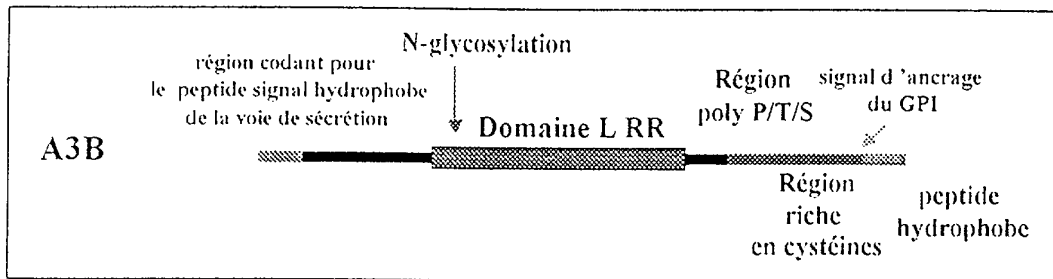 N-glycosylation
région codant pour
le peptide signal hydrophobe
de la voie de sécrétion
Région
poly P/T/S
signal d 'ancrage
du GPI
Domaine L RR
A3B
Région
riche
en cystéines
peptide
hydrophobe